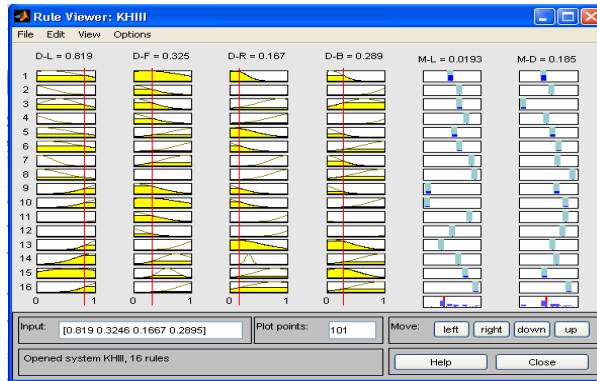 Rule Viewer: KHIII
File Edit View Options
D-L = 0.819 D-F = 0.325 D-R = 0.167 D-B = 0.289 M-L = 0.0193 M-D = 0.185
1
2
3
4
5
6
7
8
9
10
11
12
13
14
15
16
0 1 0 1 0 1 0 1
Input: [0.819 0.3246 0.1667 0.2895] Plot points: 101 Move: left right down up
Opened system KHIII, 16 rules Help Close